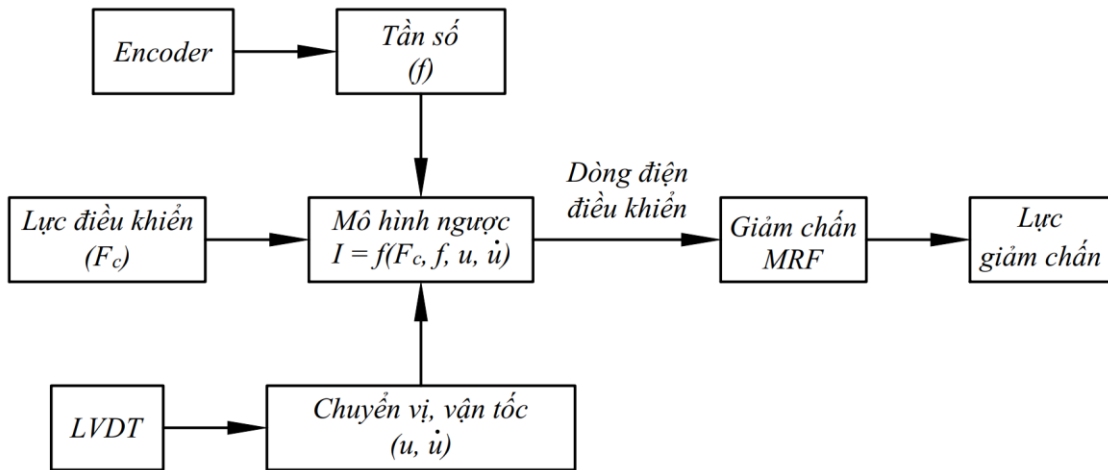 Encoder
Tần số
(f)
Dòng điện
điều khiển
Lực điều khiển
(Fc)
Mô hình ngược
I = f(Fc, f, u, u̇)
Giảm chấn
MRF
Lực
giảm chấn
LVDT
Chuyển vị, vận tốc
(u, u̇)